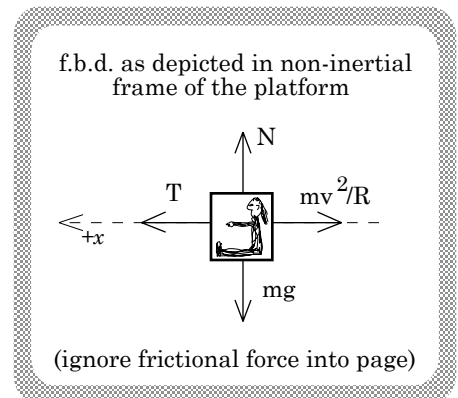 f.b.d. as depicted in non-inertial
frame of the platform
N
T
mv²/R
+x
mg
(ignore frictional force into page)